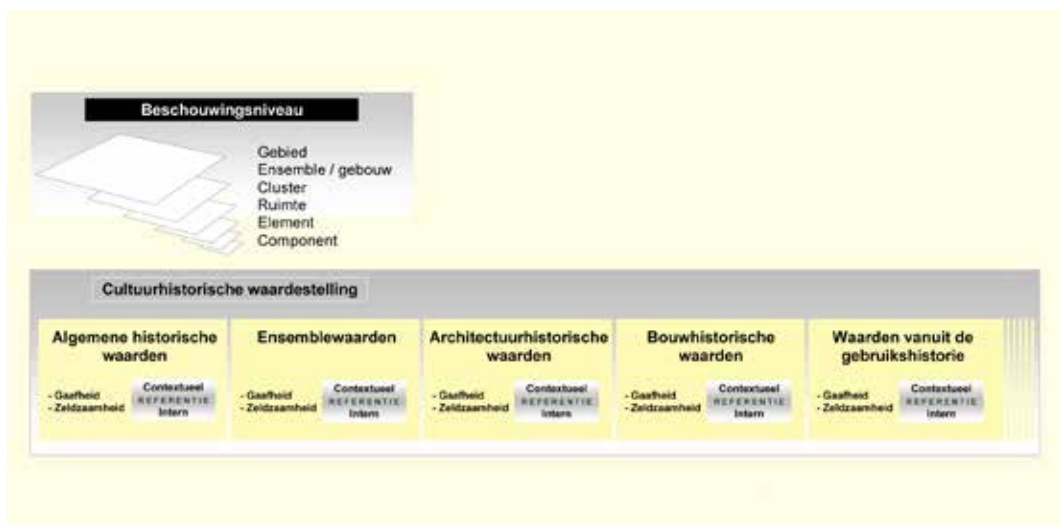 Beschouwingsniveau
Gebied
Ensemble / gebouw
Cluster
Ruimte
Element
Component
Cultuurhistorische waardestelling
Algemene historische
waarden
- Gaafheid
- Zeldzaamheid
Contextueel
REFERENTIE
Intern
Ensemblewaarden
- Gaafheid
- Zeldzaamheid
Contextueel
REFERENTIE
Intern
Architectuurhistorische
waarden
- Gaafheid
- Zeldzaamheid
Contextueel
REFERENTIE
Intern
Bouwhistorische
waarden
- Gaafheid
- Zeldzaamheid
Contextueel
REFERENTIE
Intern
Waarden vanuit de
gebruikshistorie
- Gaafheid
- Zeldzaamheid
Contextueel
REFERENTIE
Intern